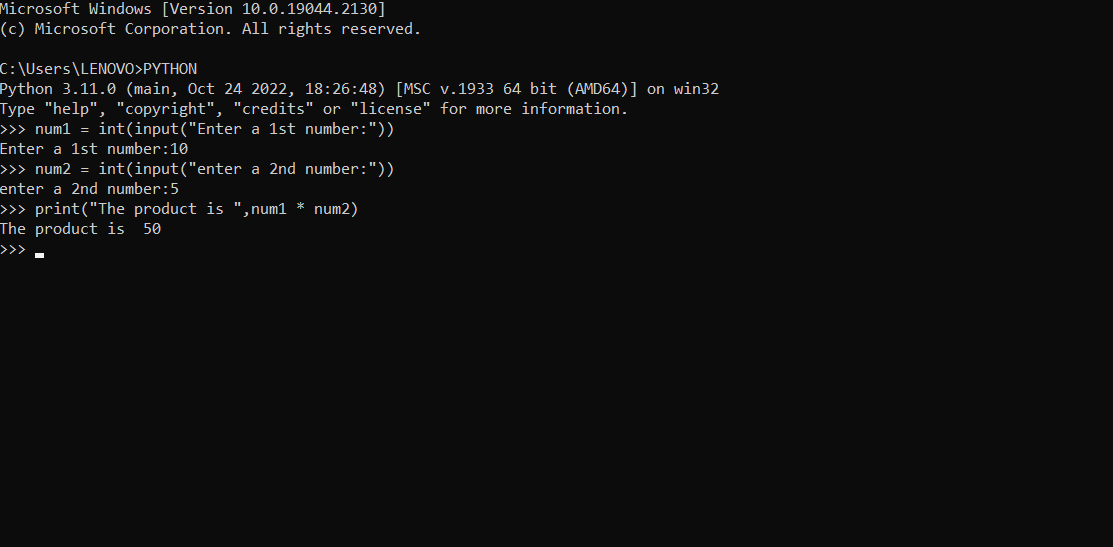 Microsoft Windows [Version 10.0.19044.2130]
(c) Microsoft Corporation. All rights reserved.
C:\Users\LENOVO>PYTHON
Python 3.11.0 (main, Oct 24 2022, 18:26:48) [MSC v.1933 64 bit (AMD64)] on win32
Type "help", "copyright", "credits" or "license" for more information.
>>> num1 = int(input("Enter a 1st number:"))
Enter a 1st number:10
>>> num2 = int(input("enter a 2nd number:"))
enter a 2nd number:5
>>> print("The product is ",num1 * num2)
The product is  50
>>>